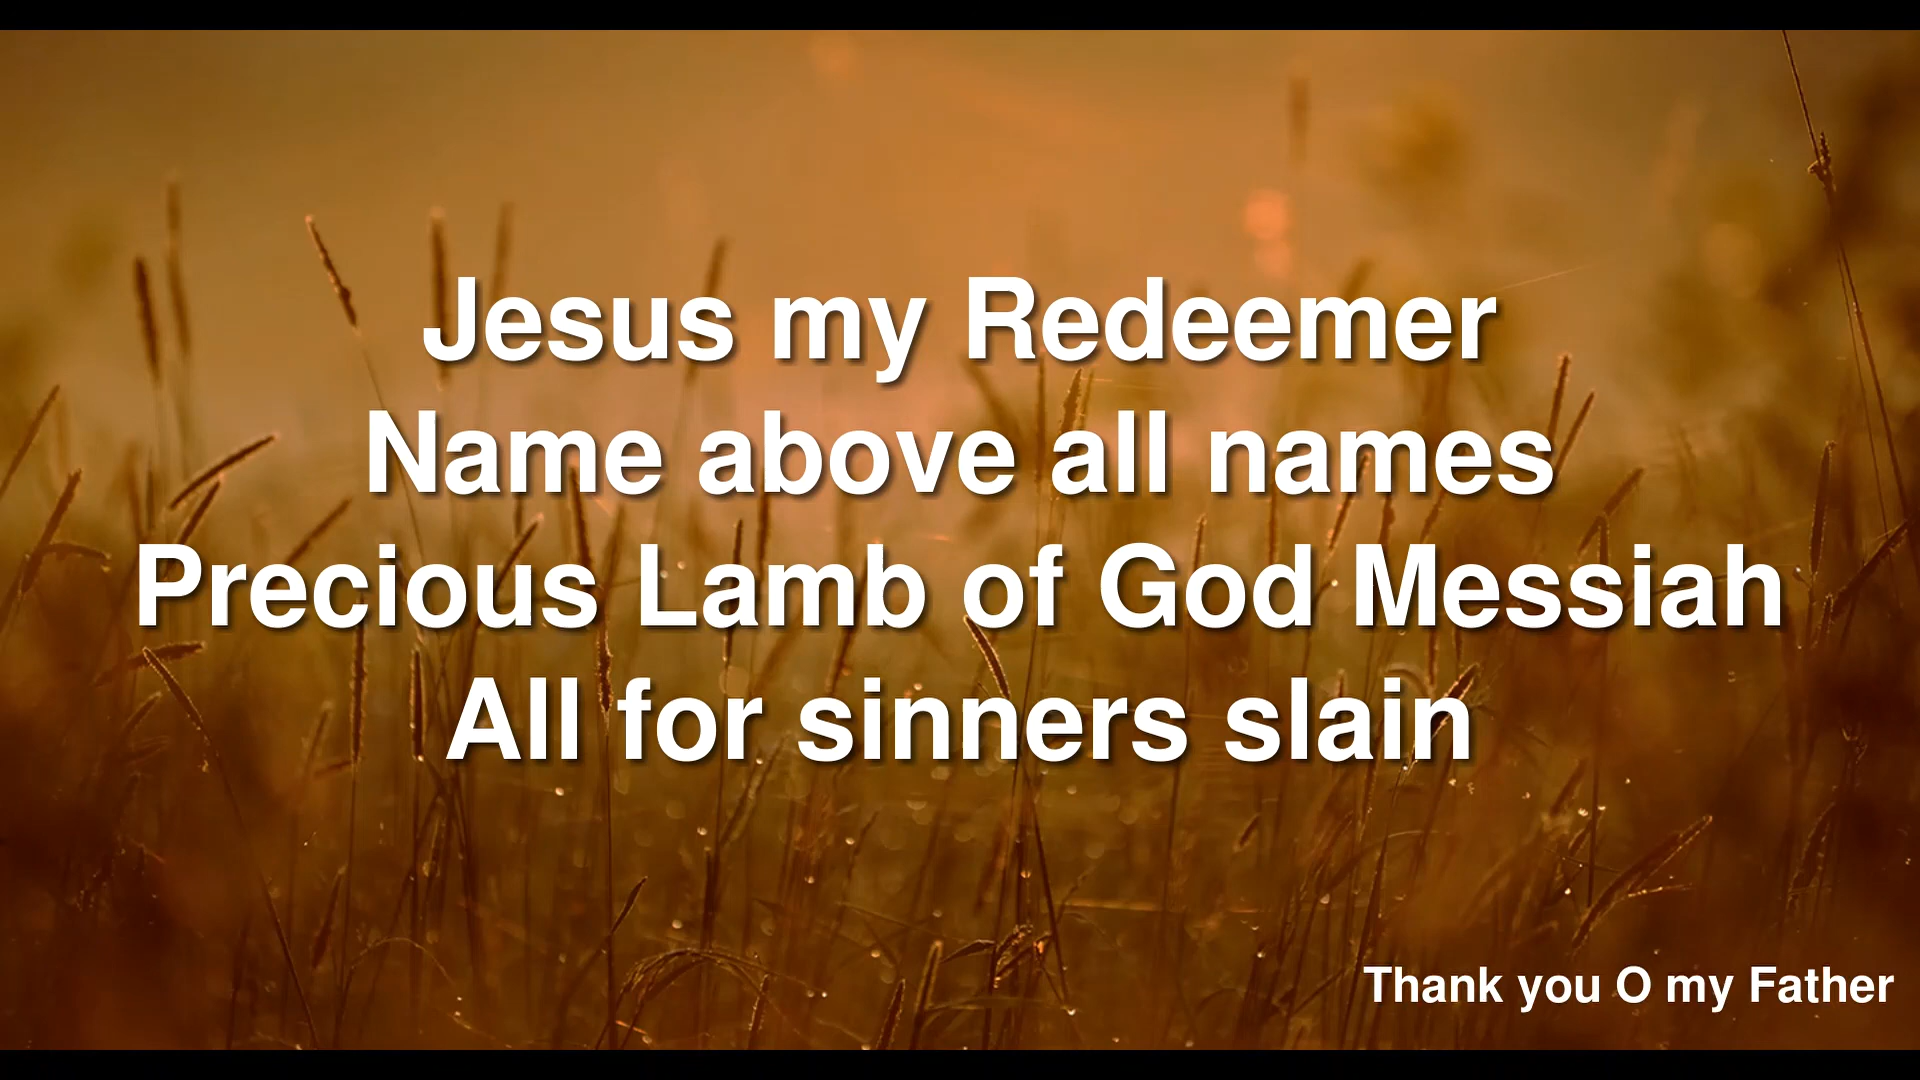 Jesus my Redeemer
Name above all names
Precious Lamb of God Messiah
All for sinners slain
Thank you O my Father